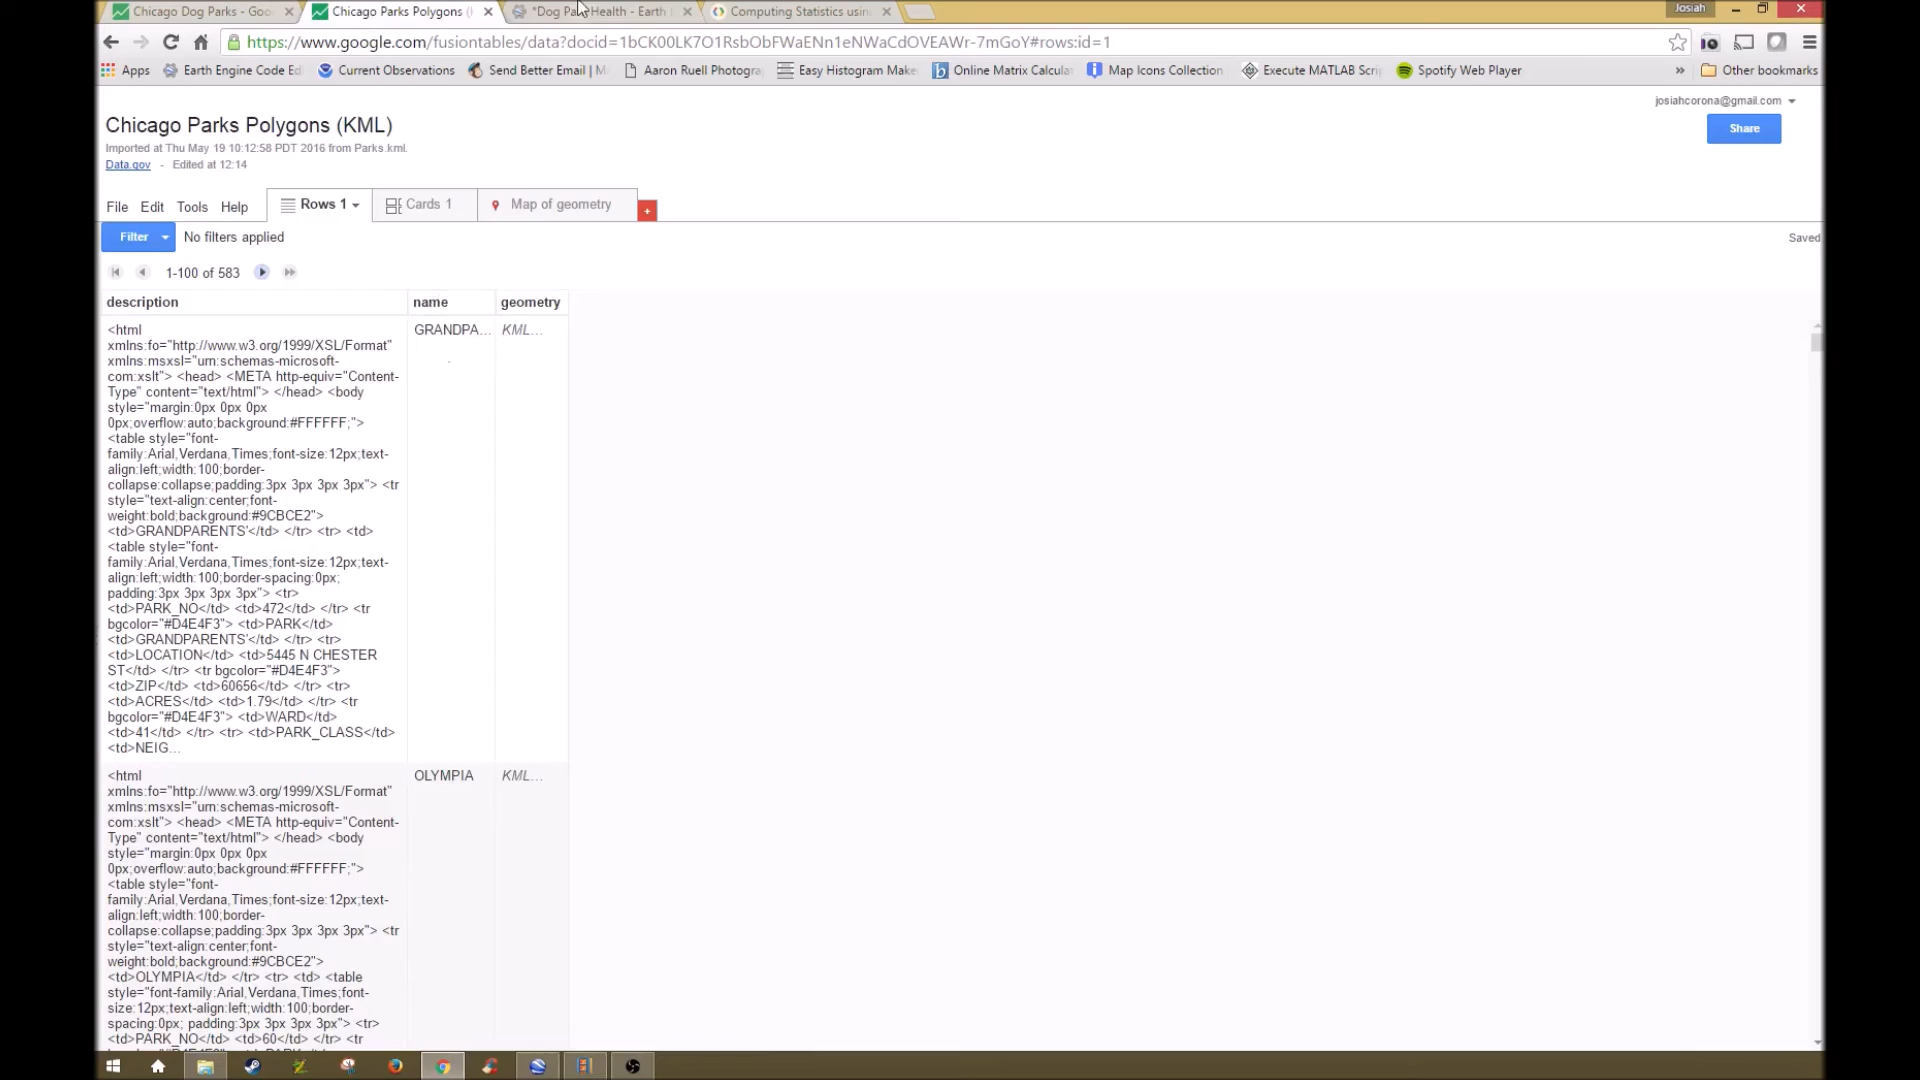 Chicago Dog Parks - Goo
Chicago Parks Polygons (
*Dog Pa Health - Earth
Computing Statistics usin
Josiah
https://www.google.com/fusiontables/data?docid=1bCK00LK7O1RsbObFWaENn1eNWaCdOVEAWr-7mGoY#rows:id=1
Apps
Earth Engine Code Ed
Current Observations
Send Better Email | M
Aaron Ruell Photogra
Easy Histogram Make
Online Matrix Calcula
Map Icons Collection
Execute MATLAB Scri
Spotify Web Player
»
Other bookmarks
josiahcorona@gmail.com
Chicago Parks Polygons (KML)
Share
Imported at Thu May 19 10:12:58 PDT 2016 from Parks.kml.
Data.gov - Edited at 12:14
File Edit Tools Help
Rows 1
Cards 1
Map of geometry
+
Filter
No filters applied
Saved
1-100 of 583
description name geometry
<html
xmlns:fo="http://www.w3.org/1999/XSL/Format"
xmlns:msxsl="urn:schemas-microsoft-
com:xslt"> <head> <META http-equiv="Content-
Type" content="text/html"> </head> <body
style="margin:0px 0px 0px
0px;overflow:auto;background:#FFFFFF;">
<table style="font-
family:Arial,Verdana,Times;font-size:12px;text-
align:left;width:100;border-
collapse:collapse;padding:3px 3px 3px 3px"> <tr
style="text-align:center;font-
weight:bold;background:#9CBCE2">
<td>GRANDPARENTS'</td> </tr> <tr> <td>
<table style="font-
family:Arial,Verdana,Times;font-size:12px;text-
align:left;width:100;border-spacing:0px;
padding:3px 3px 3px 3px"> <tr>
<td>PARK_NO</td> <td>472</td> </tr> <tr
bgcolor="#D4E4F3"> <td>PARK</td>
<td>GRANDPARENTS'</td> </tr> <tr>
<td>LOCATION</td> <td>5445 N CHESTER
ST</td> </tr> <tr bgcolor="#D4E4F3">
<td>ZIP</td> <td>60656</td> </tr> <tr>
<td>ACRES</td> <td>1.79</td> </tr> <tr
bgcolor="#D4E4F3"> <td>WARD</td>
<td>41</td> </tr> <tr> <td>PARK_CLASS</td>
<td>NEIG...
GRANDPA...
KML...
<html
xmlns:fo="http://www.w3.org/1999/XSL/Format"
xmlns:msxsl="urn:schemas-microsoft-
com:xslt"> <head> <META http-equiv="Content-
Type" content="text/html"> </head> <body
style="margin:0px 0px 0px
0px;overflow:auto;background:#FFFFFF;">
<table style="font-
family:Arial,Verdana,Times;font-size:12px;text-
align:left;width:100;border-
collapse:collapse;padding:3px 3px 3px 3px"> <tr
style="text-align:center;font-
weight:bold;background:#9CBCE2">
<td>OLYMPIA</td> </tr> <tr> <td> <table
style="font-family:Arial,Verdana,Times;font-
size:12px;text-align:left;width:100;border-
spacing:0px; padding:3px 3px 3px 3px"> <tr>
<td>PARK_NO</td> <td>60</td> </tr> <tr
OLYMPIA
KML...